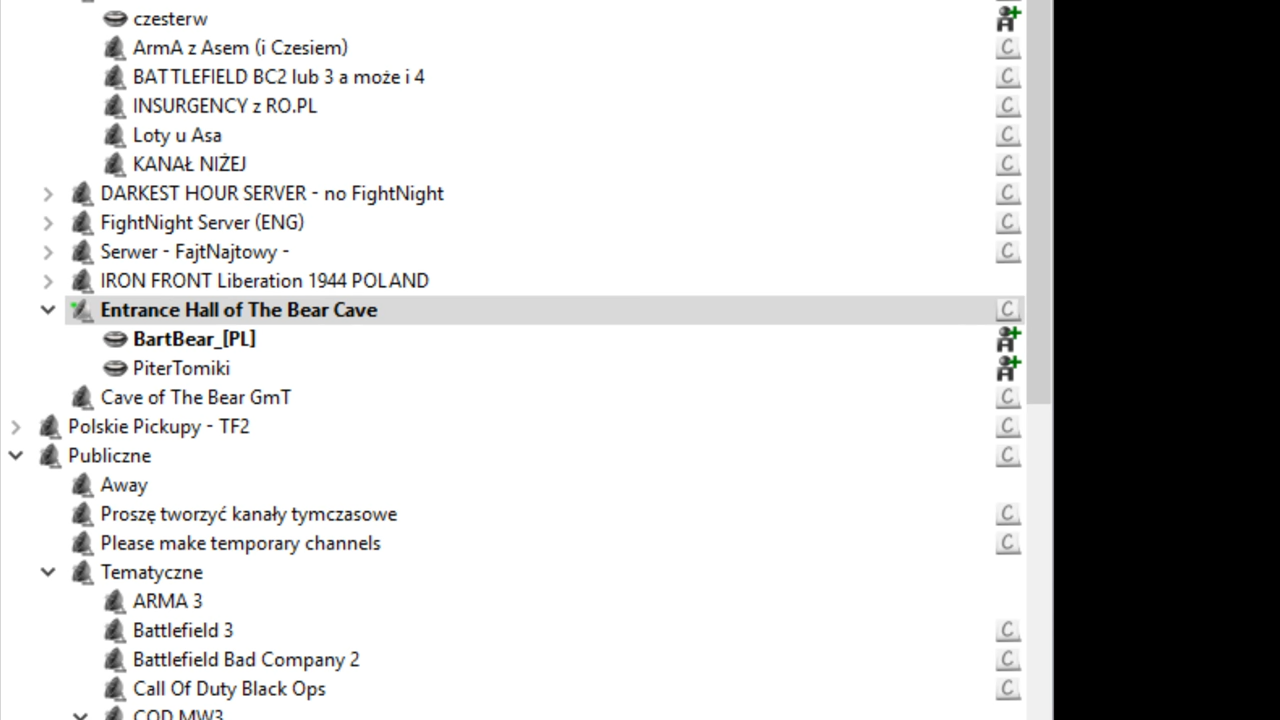 czesterw
ArmA z Asem (i Czesiem)
BATTLEFIELD BC2 lub 3 a może i 4
INSURGENCY z RO.PL
Loty u Asa
KANAŁ NIŻEJ
DARKEST HOUR SERVER - no FightNight
FightNight Server (ENG)
Serwer - FajtNajtowy -
IRON FRONT Liberation 1944 POLAND
Entrance Hall of The Bear Cave
BartBear_[PL]
PiterTomiki
Cave of The Bear GmT
Polskie Pickupy - TF2
Publiczne
Away
Proszę tworzyć kanały tymczasowe
Please make temporary channels
Tematyczne
ARMA 3
Battlefield 3
Battlefield Bad Company 2
Call Of Duty Black Ops
COD MW3